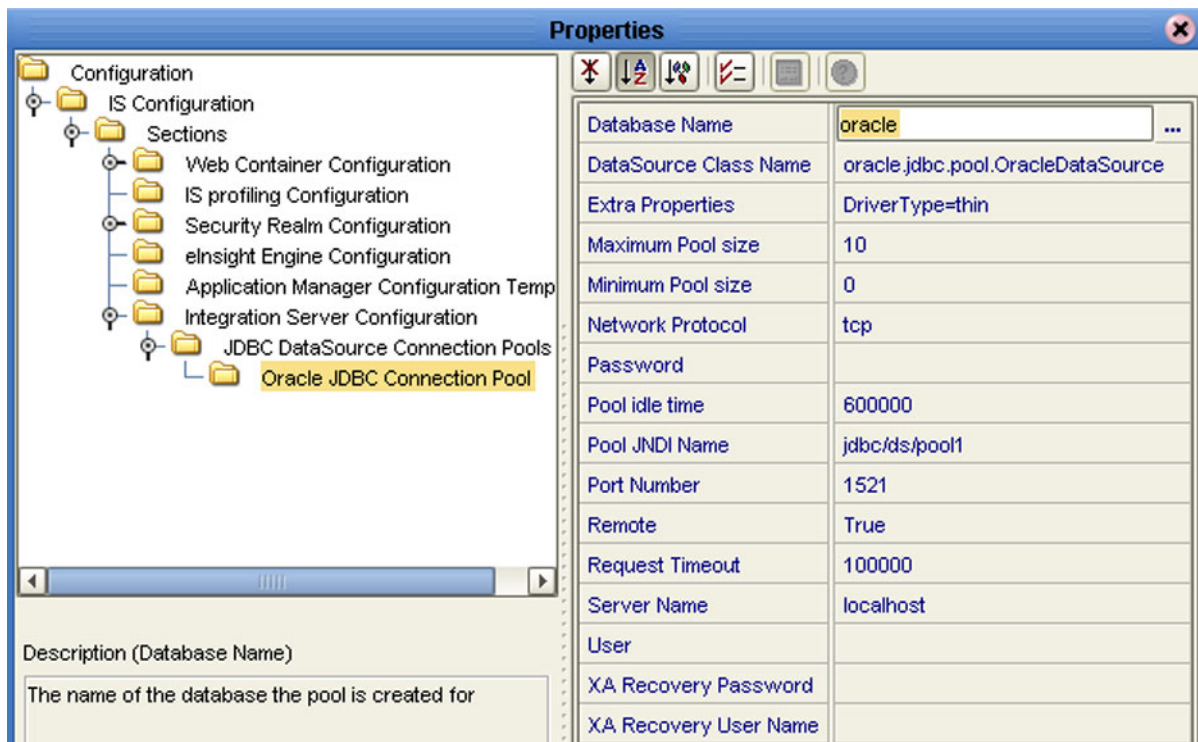 Properties
Configuration
IS Configuration
Sections
Web Container Configuration
IS profiling Configuration
Security Realm Configuration
eInsight Engine Configuration
Application Manager Configuration Temp
Integration Server Configuration
JDBC DataSource Connection Pools
Oracle JDBC Connection Pool
Description (Database Name)
The name of the database the pool is created for
Database Name oracle ...
DataSource Class Name oracle.jdbc.pool.OracleDataSource
Extra Properties DriverType=thin
Maximum Pool size 10
Minimum Pool size 0
Network Protocol tcp
Password
Pool idle time 600000
Pool JNDI Name jdbc/ds/pool1
Port Number 1521
Remote True
Request Timeout 100000
Server Name localhost
User
XA Recovery Password
XA Recovery User Name